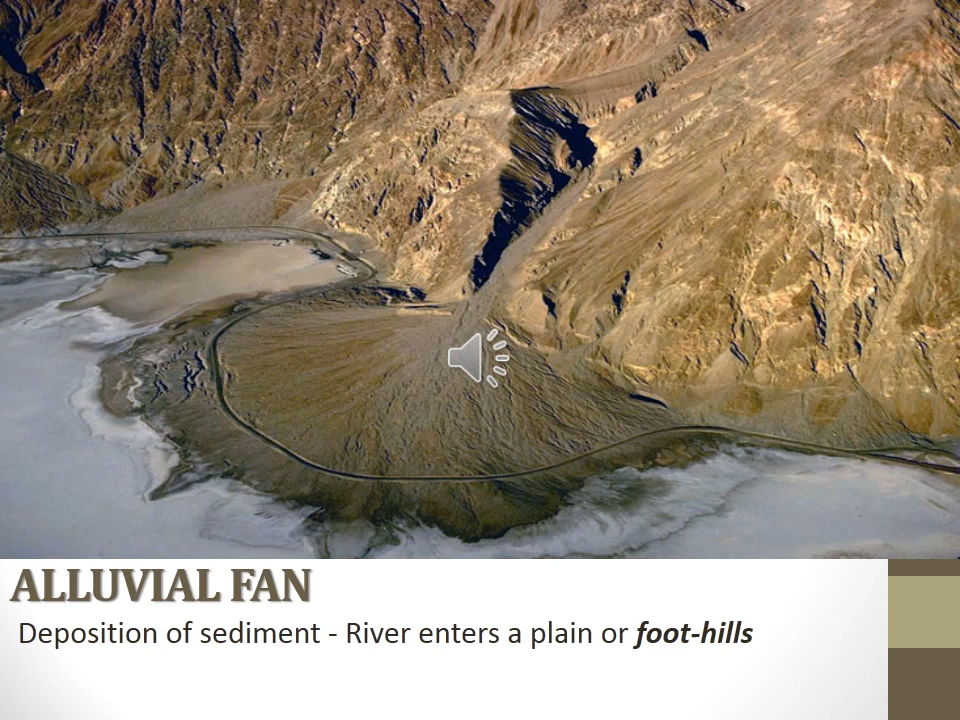 ALLUVIAL FAN
Deposition of sediment - River enters a plain or foot-hills